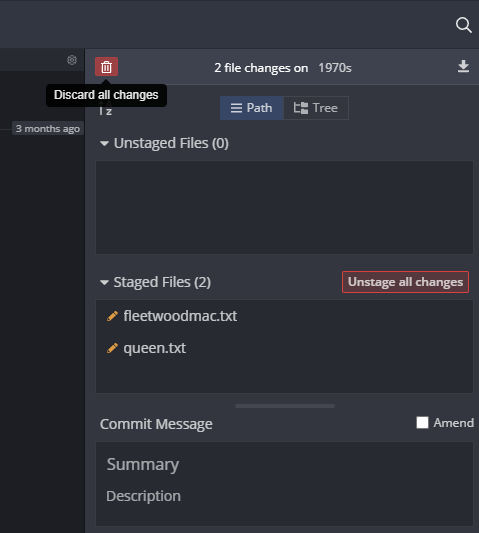 2 file changes on 1970s
Discard all changes
3 months ago
Path
Tree
Unstaged Files (0)
Staged Files (2)
Unstage all changes
fleetwoodmac.txt
queen.txt
Commit Message
Amend
Summary
Description